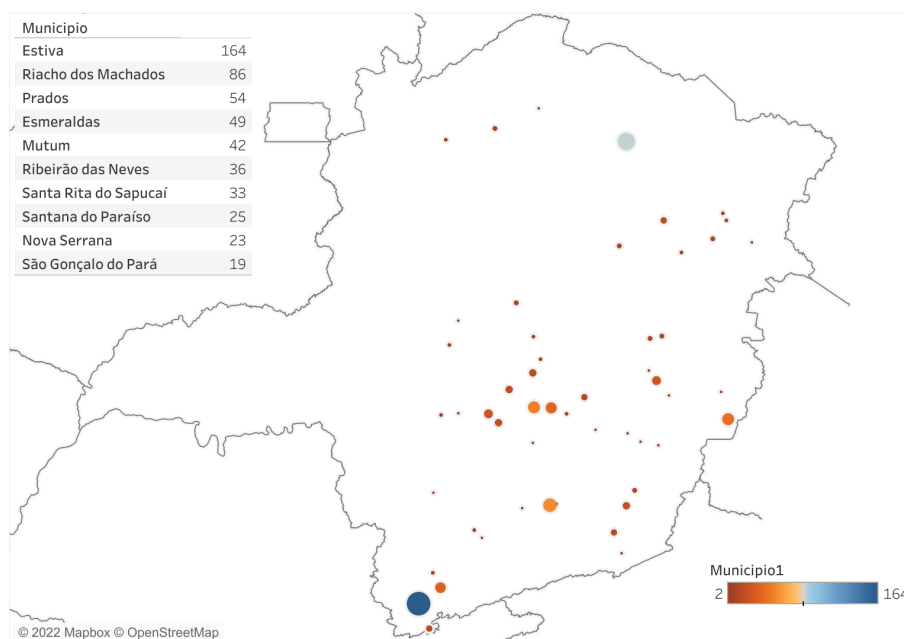 Municipio
Estiva 164
Riacho dos Machados 86
Prados 54
Esmeraldas 49
Mutum 42
Ribeirão das Neves 36
Santa Rita do Sapucaí 33
Santana do Paraíso 25
Nova Serrana 23
São Gonçalo do Pará 19
Municipio1
2 164
© 2022 Mapbox © OpenStreetMap